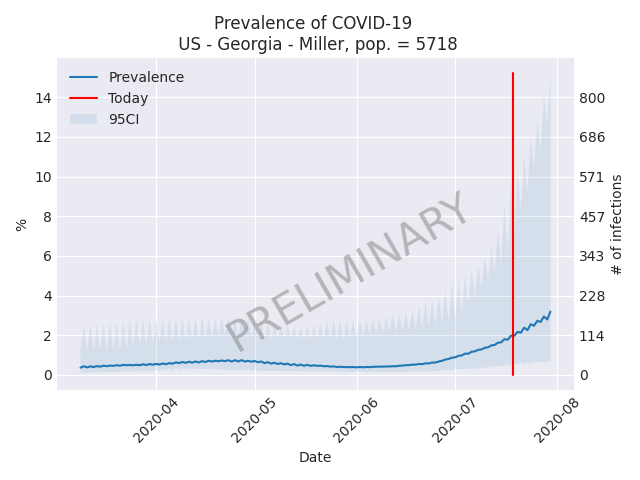 Prevalence of COVID-19
US - Georgia - Miller, pop. = 5718
Prevalence
Today
95CI
PRELIMINARY
%
14
12
10
8
6
4
2
0
800
686
571
457
343
228
114
0
# of infections
2020-04
2020-05
2020-06
2020-07
2020-08
Date